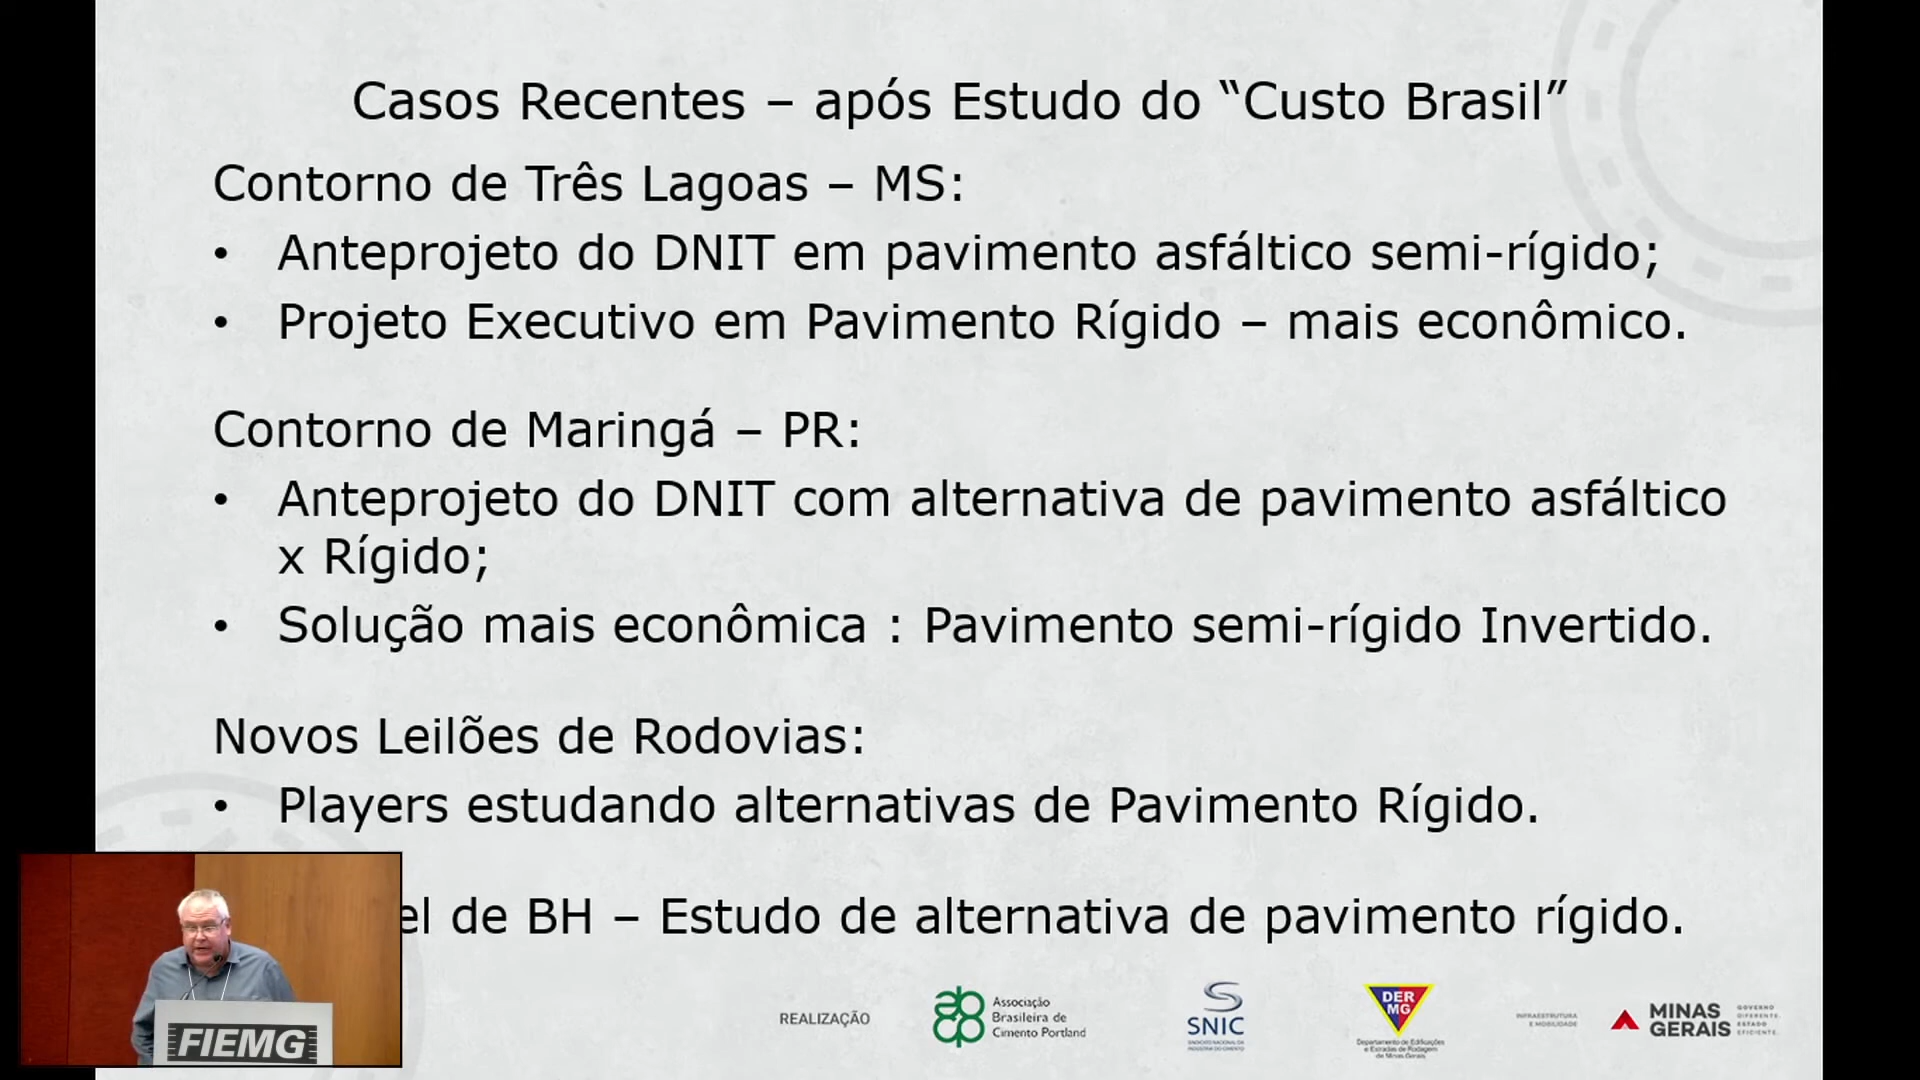 Casos Recentes – após Estudo do “Custo Brasil”
Contorno de Três Lagoas – MS:
• Anteprojeto do DNIT em pavimento asfáltico semi-rígido;
• Projeto Executivo em Pavimento Rígido – mais econômico.
Contorno de Maringá – PR:
• Anteprojeto do DNIT com alternativa de pavimento asfáltico
x Rígido;
• Solução mais econômica : Pavimento semi-rígido Invertido.
Novos Leilões de Rodovias:
• Players estudando alternativas de Pavimento Rígido.
el de BH – Estudo de alternativa de pavimento rígido.
FIEMG
REALIZAÇÃO
abcp
Associação
Brasileira de
Cimento Portland
SNIC
SINDICATO NACIONAL DA
INDÚSTRIA DO CIMENTO
DER
MG
Departamento de Edificações
e Estradas de Rodagem
de Minas Gerais
INFRAESTRUTURA
E MOBILIDADE
MINAS
GERAIS
GOVERNO
DIFERENTE.
ESTADO
EFICIENTE.